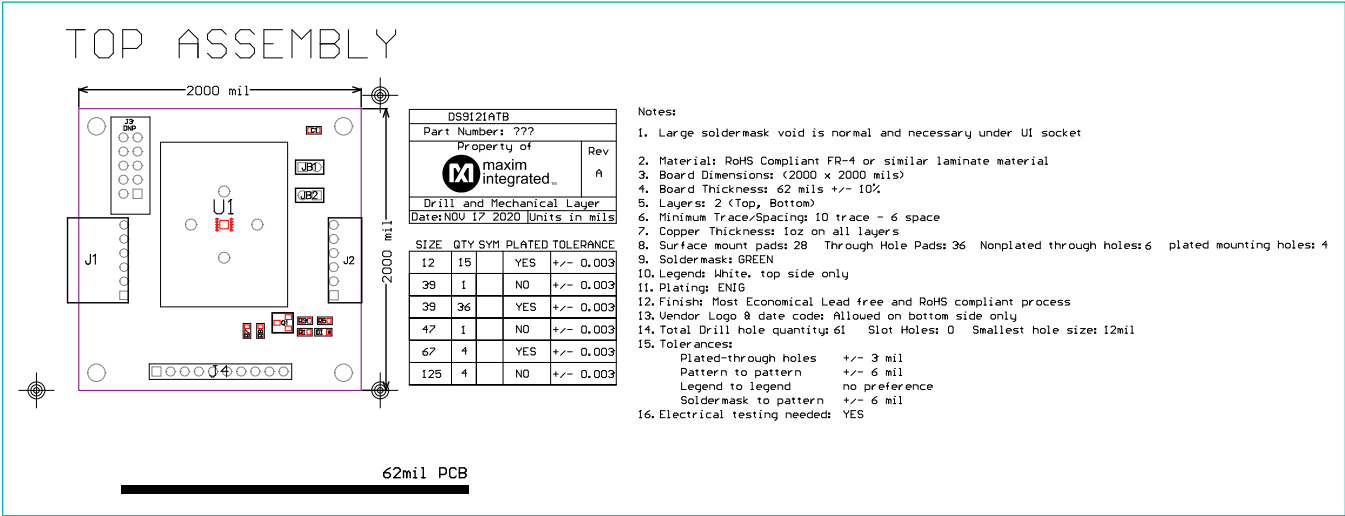 TOP ASSEMBLY
2000 mil
2000 mil
J3
DNP
C1
JB1
JB2
U1
J1
J2
Q1
J4
DS9121ATB
Part Number: ???
Property of
maxim
integrated™
Rev
A
Drill and Mechanical Layer
Date: NOV 17 2020 Units in mils
SIZE QTY SYM PLATED TOLERANCE
12 15 YES +/- 0.003
39 1 NO +/- 0.003
39 36 YES +/- 0.003
47 1 NO +/- 0.003
67 4 YES +/- 0.003
125 4 NO +/- 0.003
Notes:
1. Large soldermask void is normal and necessary under U1 socket
2. Material: RoHS Compliant FR-4 or similar laminate material
3. Board Dimensions: (2000 x 2000 mils)
4. Board Thickness: 62 mils +/- 10%
5. Layers: 2 (Top, Bottom)
6. Minimum Trace/Spacing: 10 trace - 6 space
7. Copper Thickness: 1oz on all layers
8. Surface mount pads: 28 Through Hole Pads: 36 Nonplated through holes: 6 plated mounting holes: 4
9. Soldermask: GREEN
10. Legend: White. top side only
11. Plating: ENIG
12. Finish: Most Economical Lead free and RoHS compliant process
13. Vendor Logo & date code: Allowed on bottom side only
14. Total Drill hole quantity: 61 Slot Holes: 0 Smallest hole size: 12mil
15. Tolerances:
Plated-through holes +/- 3 mil
Pattern to pattern +/- 6 mil
Legend to legend no preference
Soldermask to pattern +/- 6 mil
16. Electrical testing needed: YES
62mil PCB